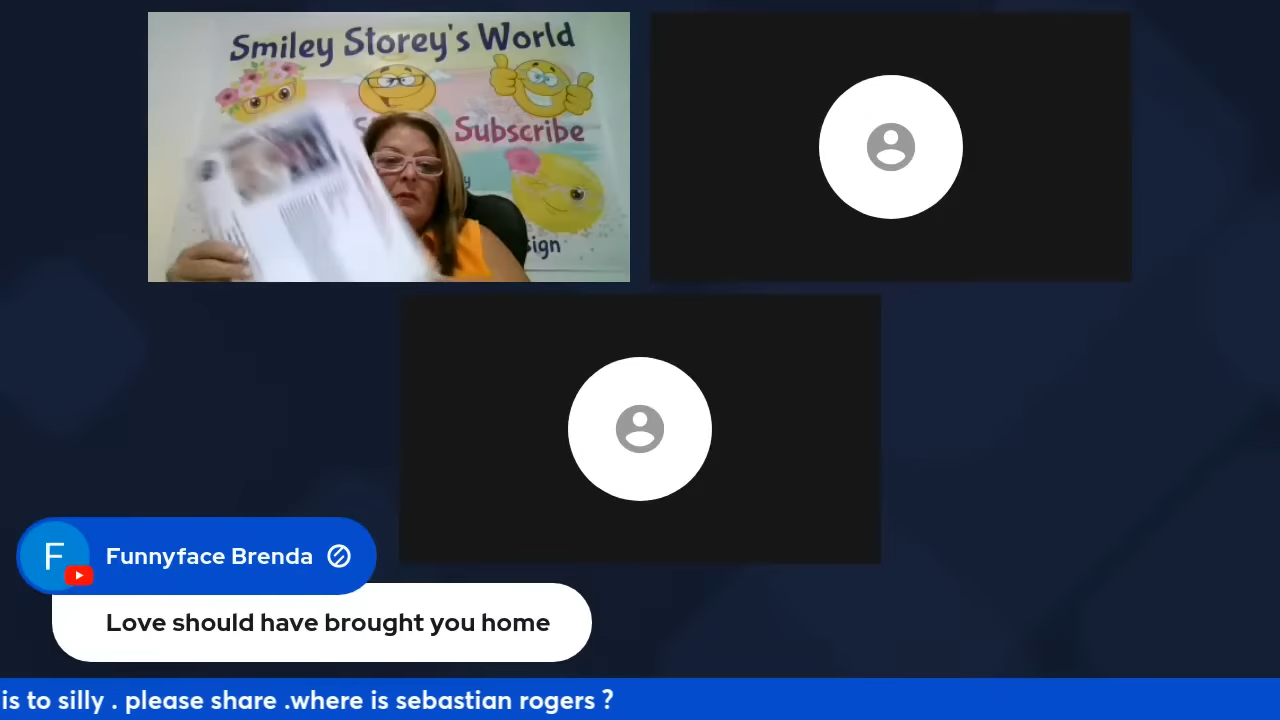 Smiley Storey's World
Subscribe
sign
F
Funnyface Brenda
Love should have brought you home
is to silly . please share .where is sebastian rogers ?